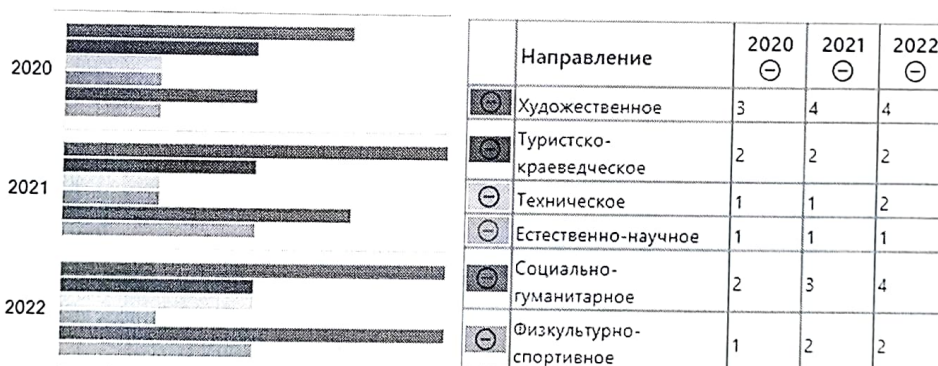 2020
2021
2022
Направление 2020 2021 2022
Художественное 3 4 4
Туристско-
краеведческое 2 2 2
Техническое 1 1 2
Естественно-научное 1 1 1
Социально-
гуманитарное 2 3 4
Физкультурно-
спортивное 1 2 2